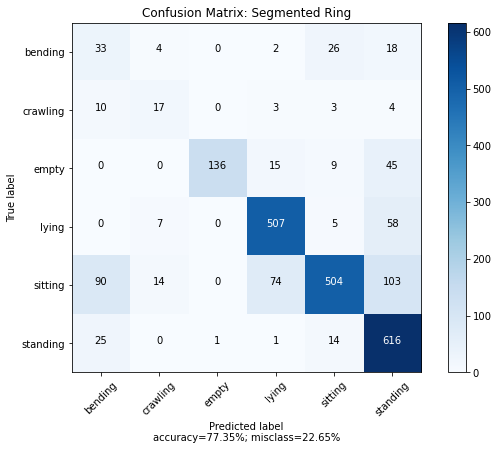 Confusion Matrix: Segmented Ring
True label
bending 33 4 0 2 26 18
crawling 10 17 0 3 3 4
empty 0 0 136 15 9 45
lying 0 7 0 507 5 58
sitting 90 14 0 74 504 103
standing 25 0 1 1 14 616
bending crawling empty lying sitting standing
Predicted label
accuracy=77.35%; misclass=22.65%
600
500
400
300
200
100
0